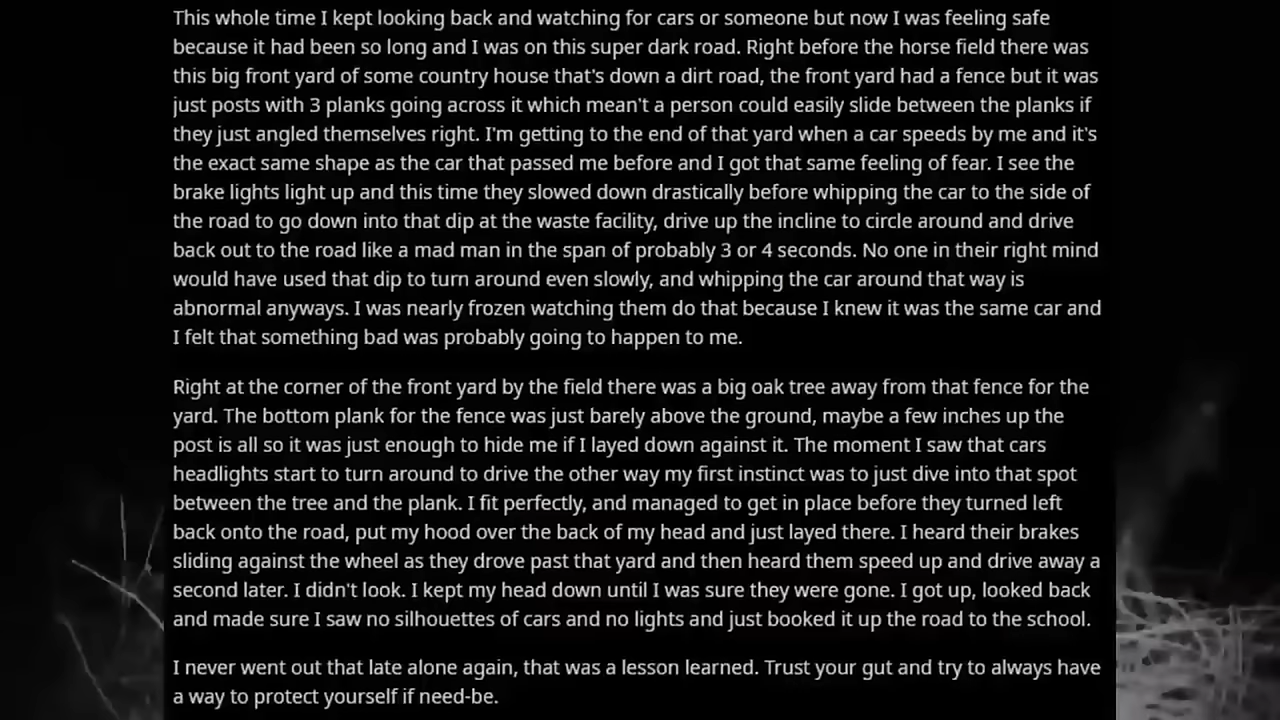 This whole time I kept looking back and watching for cars or someone but now I was feeling safe
because it had been so long and I was on this super dark road. Right before the horse field there was
this big front yard of some country house that's down a dirt road, the front yard had a fence but it was
just posts with 3 planks going across it which mean't a person could easily slide between the planks if
they just angled themselves right. I'm getting to the end of that yard when a car speeds by me and it's
the exact same shape as the car that passed me before and I got that same feeling of fear. I see the
brake lights light up and this time they slowed down drastically before whipping the car to the side of
the road to go down into that dip at the waste facility, drive up the incline to circle around and drive
back out to the road like a mad man in the span of probably 3 or 4 seconds. No one in their right mind
would have used that dip to turn around even slowly, and whipping the car around that way is
abnormal anyways. I was nearly frozen watching them do that because I knew it was the same car and
I felt that something bad was probably going to happen to me.
Right at the corner of the front yard by the field there was a big oak tree away from that fence for the
yard. The bottom plank for the fence was just barely above the ground, maybe a few inches up the
post is all so it was just enough to hide me if I layed down against it. The moment I saw that cars
headlights start to turn around to drive the other way my first instinct was to just dive into that spot
between the tree and the plank. I fit perfectly, and managed to get in place before they turned left
back onto the road, put my hood over the back of my head and just layed there. I heard their brakes
sliding against the wheel as they drove past that yard and then heard them speed up and drive away a
second later. I didn't look. I kept my head down until I was sure they were gone. I got up, looked back
and made sure I saw no silhouettes of cars and no lights and just booked it up the road to the school.
I never went out that late alone again, that was a lesson learned. Trust your gut and try to always have
a way to protect yourself if need-be.